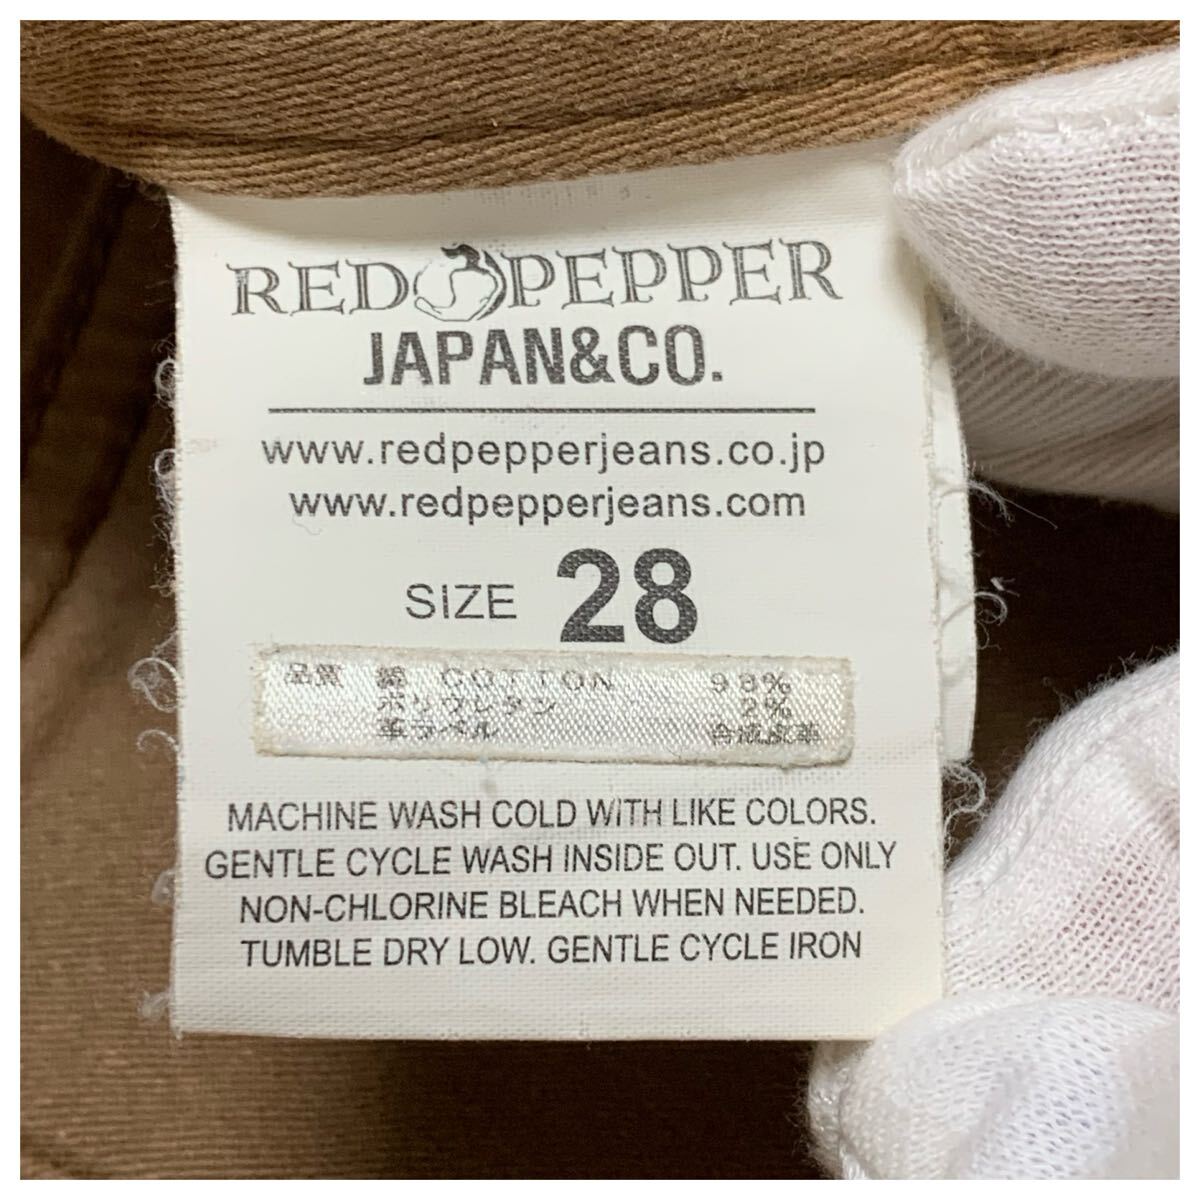 RED PEPPER
JAPAN&CO.
www.redpepperjeans.co.jp
www.redpepperjeans.com
SIZE 28
品質 綿 COTTON 98%
ポリウレタン 2%
革ラベル 合成皮革
MACHINE WASH COLD WITH LIKE COLORS.
GENTLE CYCLE WASH INSIDE OUT. USE ONLY
NON-CHLORINE BLEACH WHEN NEEDED.
TUMBLE DRY LOW. GENTLE CYCLE IRON